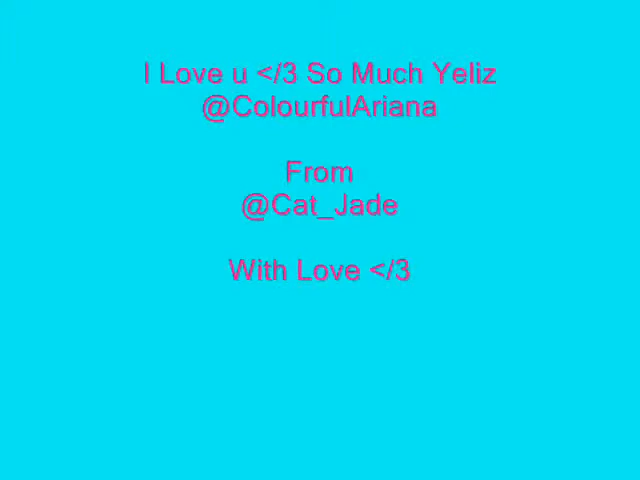 I Love u </3 So Much Yeliz
@ColourfulAriana
From
@Cat_Jade
With Love </3